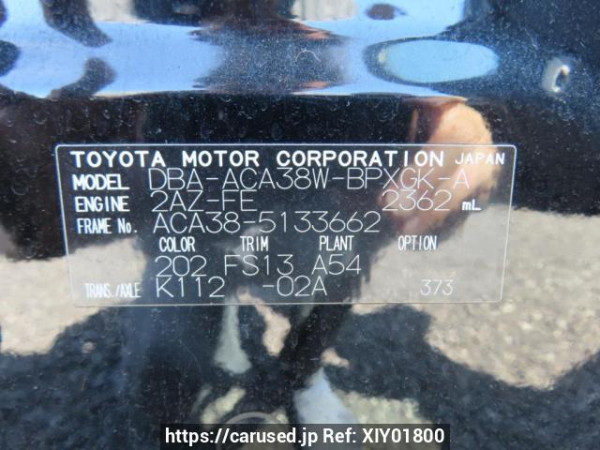 TOYOTA MOTOR CORPORATION JAPAN
MODEL DBA-ACA38W-BPXGK-A
ENGINE 2AZ-FE 2362 mL
FRAME No. ACA38-5133662
COLOR TRIM PLANT OPTION
202 FS13 A54
TRANS./AXLE K112 -02A 373
https://carused.jp Ref: XIY01800